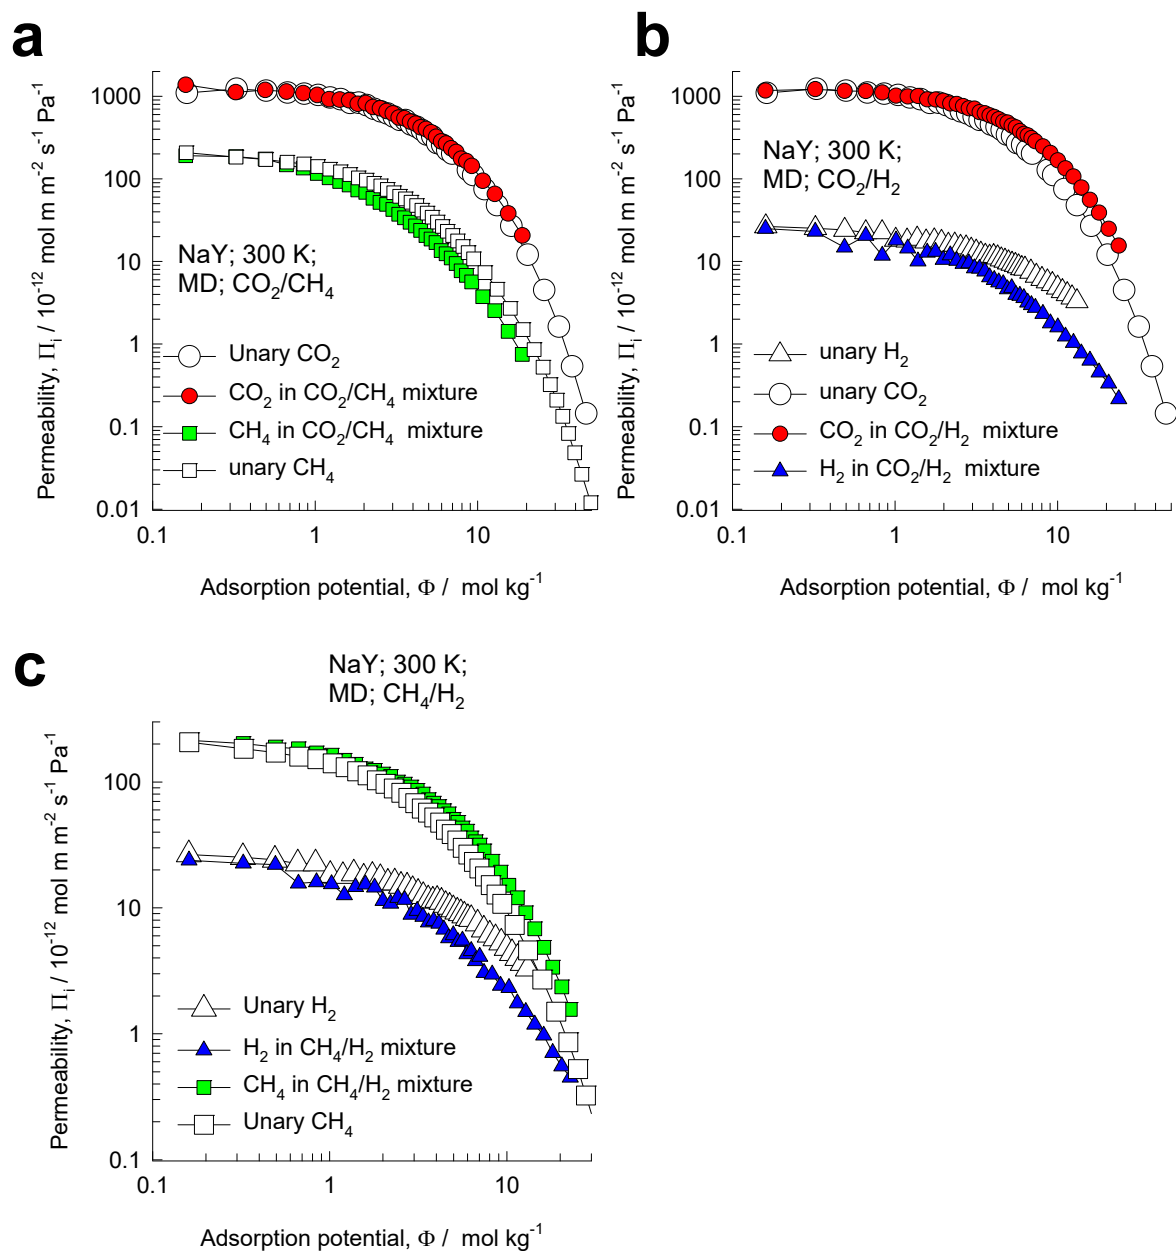 a
Permeability, Π_i / 10^-12 mol m m^-2 s^-1 Pa^-1
1000
100
10
1
0.1
0.01
NaY; 300 K;
MD; CO2/CH4
Unary CO2
CO2 in CO2/CH4 mixture
CH4 in CO2/CH4 mixture
unary CH4
0.1 1 10
Adsorption potential, Φ / mol kg^-1
b
Permeability, Π_i / 10^-12 mol m m^-2 s^-1 Pa^-1
1000
100
10
1
0.1
0.01
NaY; 300 K;
MD; CO2/H2
unary H2
unary CO2
CO2 in CO2/H2 mixture
H2 in CO2/H2 mixture
0.1 1 10
Adsorption potential, Φ / mol kg^-1
c
NaY; 300 K;
MD; CH4/H2
Permeability, Π_i / 10^-12 mol m m^-2 s^-1 Pa^-1
100
10
1
0.1
Unary H2
H2 in CH4/H2 mixture
CH4 in CH4/H2 mixture
Unary CH4
0.1 1 10
Adsorption potential, Φ / mol kg^-1